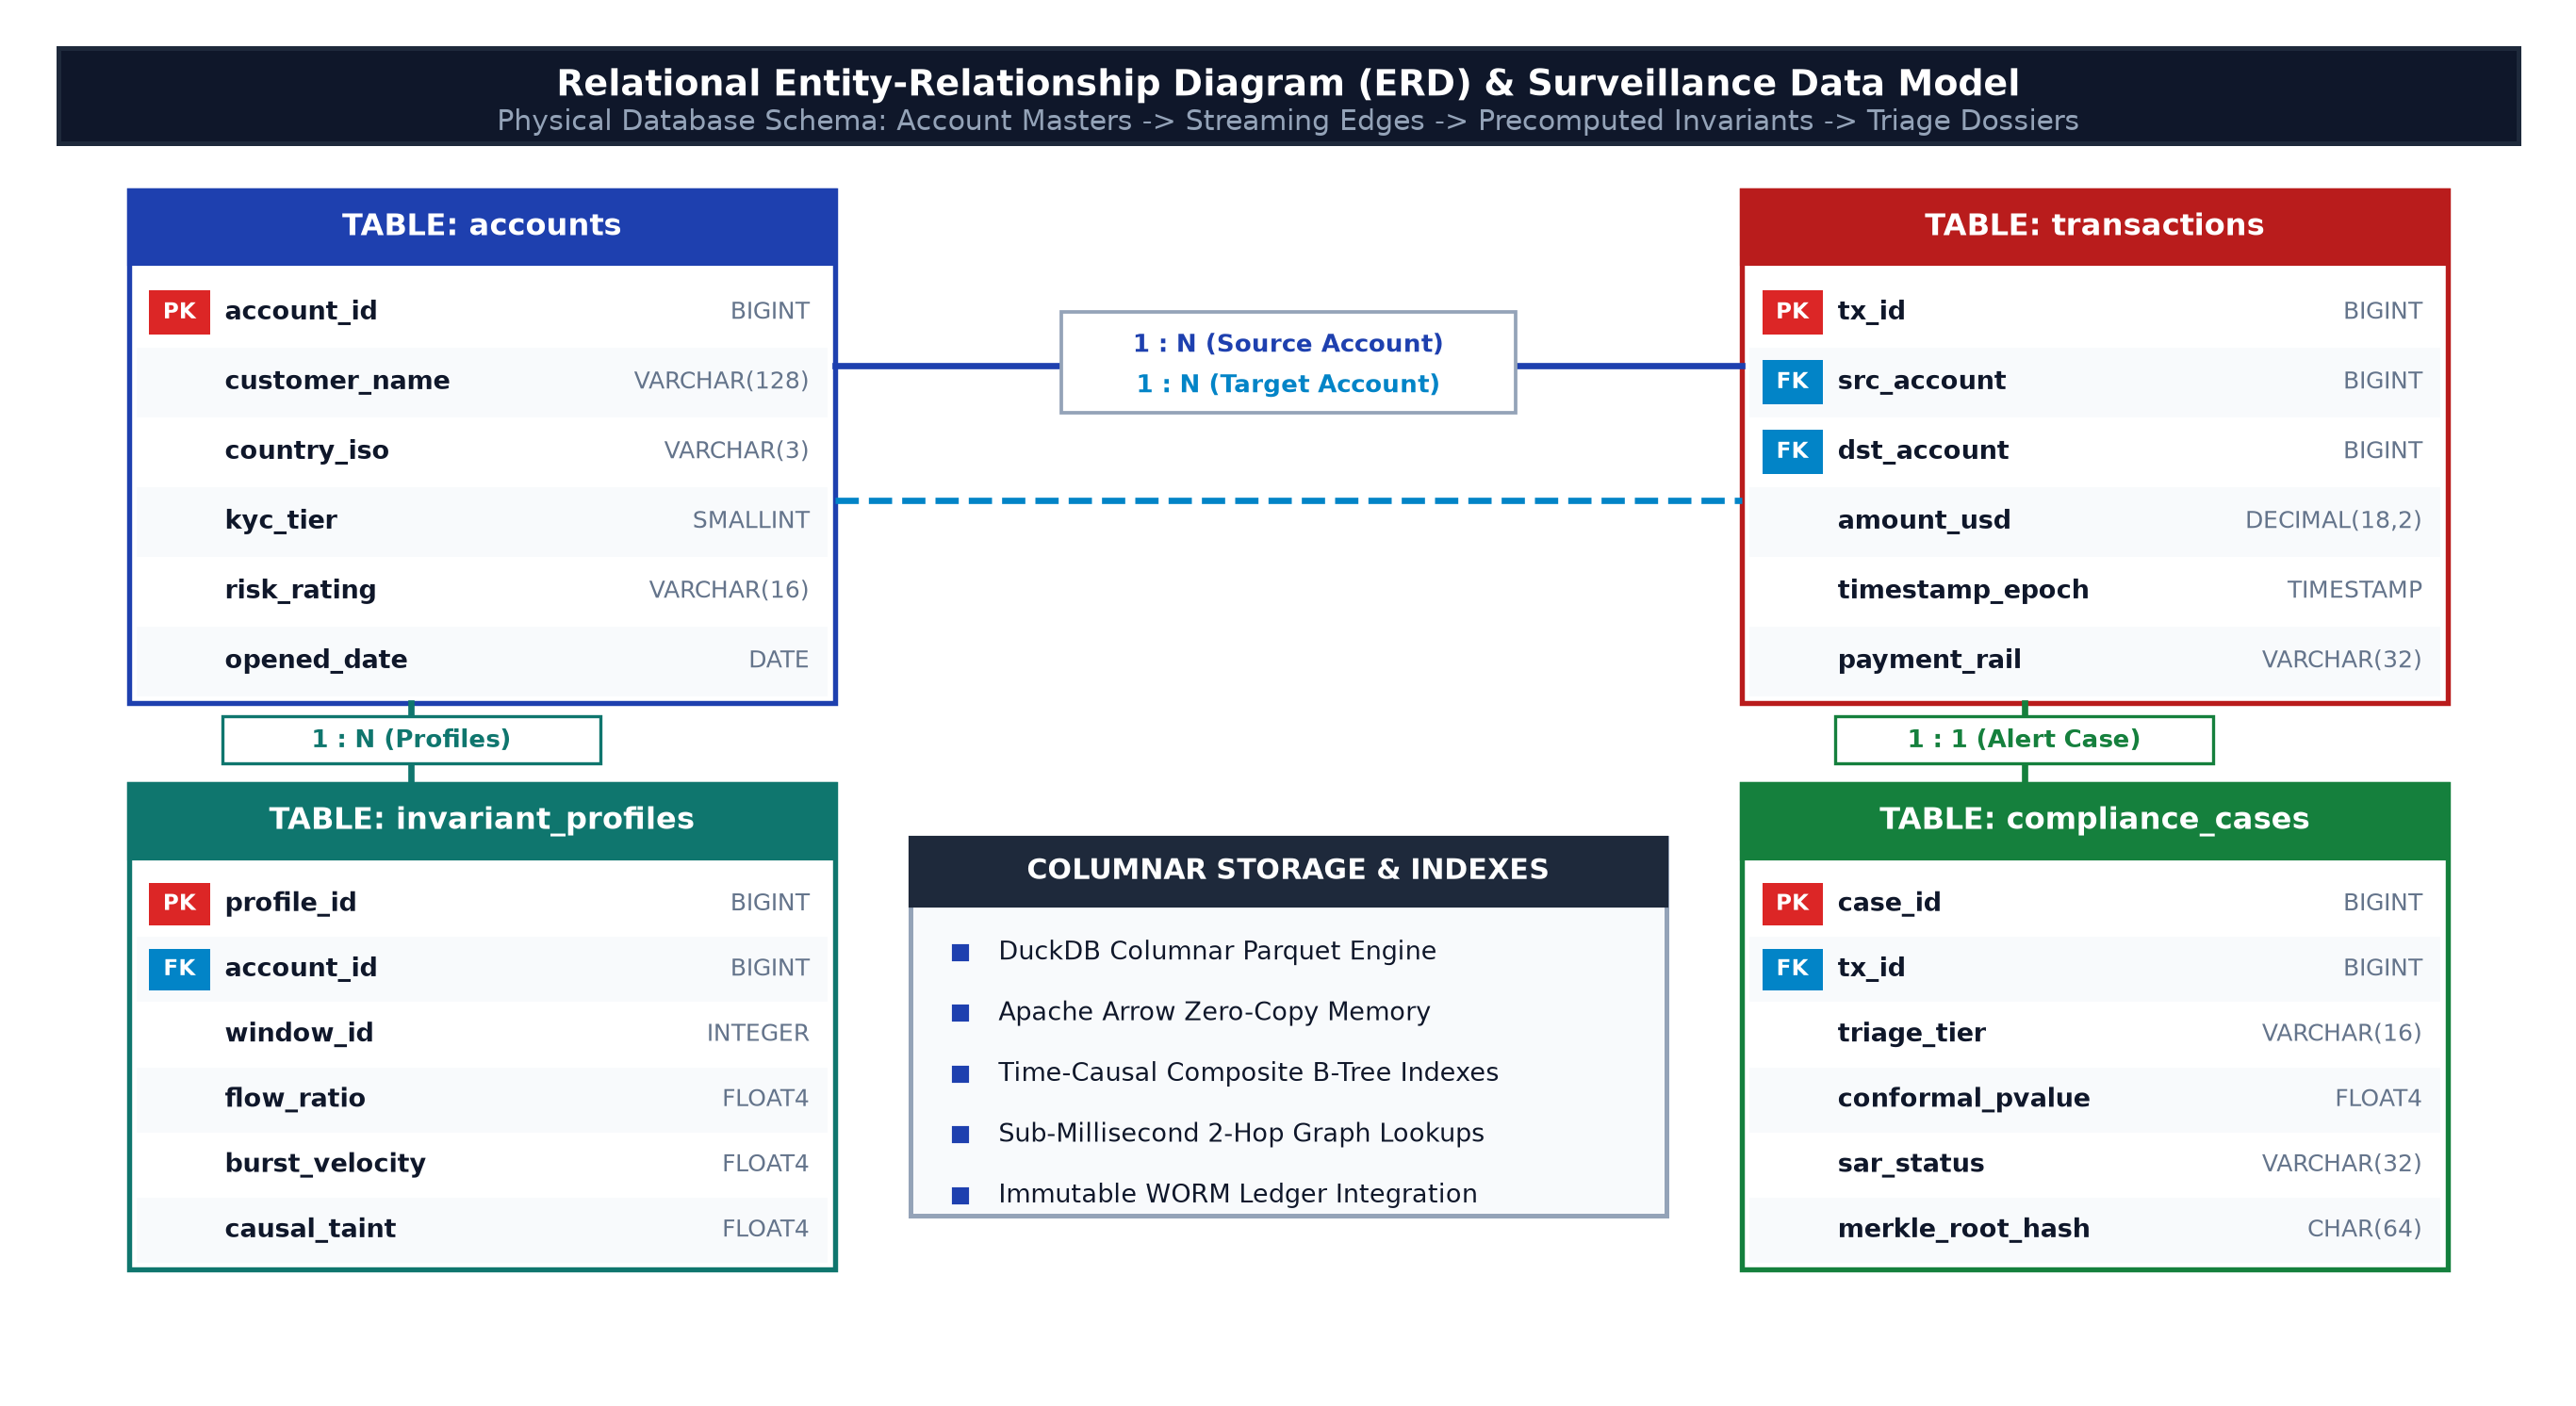 Relational Entity-Relationship Diagram (ERD) & Surveillance Data Model
Physical Database Schema: Account Masters -> Streaming Edges -> Precomputed Invariants -> Triage Dossiers
TABLE: accounts
PK account_id BIGINT
customer_name VARCHAR(128)
country_iso VARCHAR(3)
kyc_tier SMALLINT
risk_rating VARCHAR(16)
opened_date DATE
1 : N (Source Account)
1 : N (Target Account)
TABLE: transactions
PK tx_id BIGINT
FK src_account BIGINT
FK dst_account BIGINT
amount_usd DECIMAL(18,2)
timestamp_epoch TIMESTAMP
payment_rail VARCHAR(32)
1 : N (Profiles)
1 : 1 (Alert Case)
TABLE: invariant_profiles
PK profile_id BIGINT
FK account_id BIGINT
window_id INTEGER
flow_ratio FLOAT4
burst_velocity FLOAT4
causal_taint FLOAT4
COLUMNAR STORAGE & INDEXES
DuckDB Columnar Parquet Engine
Apache Arrow Zero-Copy Memory
Time-Causal Composite B-Tree Indexes
Sub-Millisecond 2-Hop Graph Lookups
Immutable WORM Ledger Integration
TABLE: compliance_cases
PK case_id BIGINT
FK tx_id BIGINT
triage_tier VARCHAR(16)
conformal_pvalue FLOAT4
sar_status VARCHAR(32)
merkle_root_hash CHAR(64)